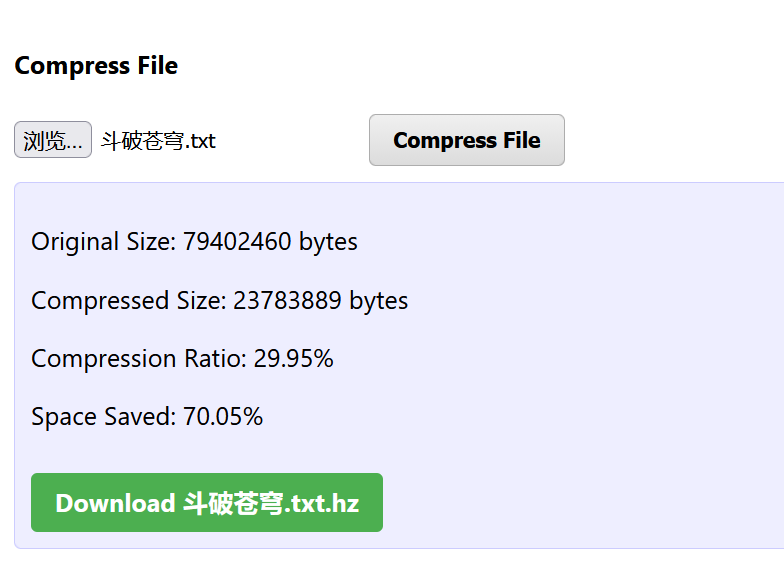 Compress File
浏览... 斗破苍穹.txt Compress File
Original Size: 79402460 bytes
Compressed Size: 23783889 bytes
Compression Ratio: 29.95%
Space Saved: 70.05%
Download 斗破苍穹.txt.hz